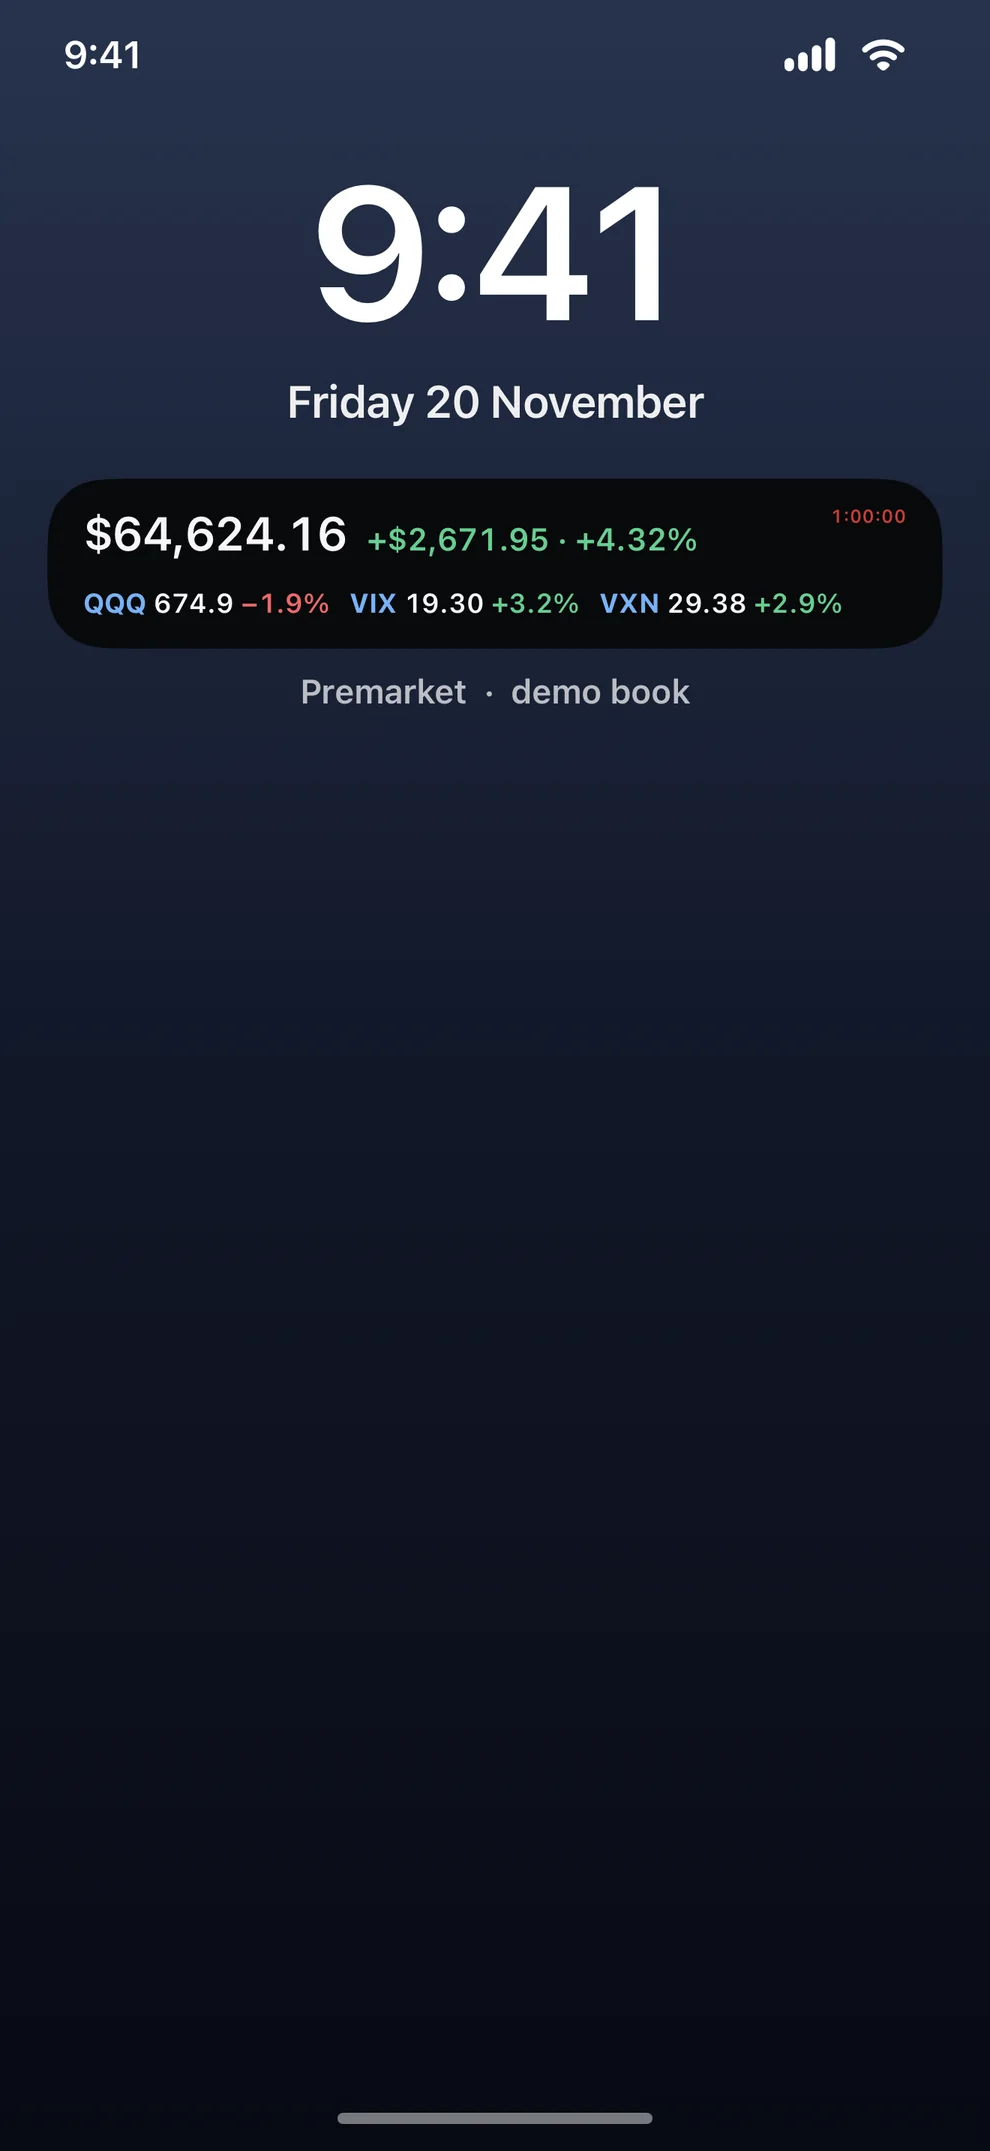 9:41
9:41
Friday 20 November
$64,624.16 +$2,671.95 · +4.32% 1:00:00
QQQ 674.9 −1.9% VIX 19.30 +3.2% VXN 29.38 +2.9%
Premarket · demo book